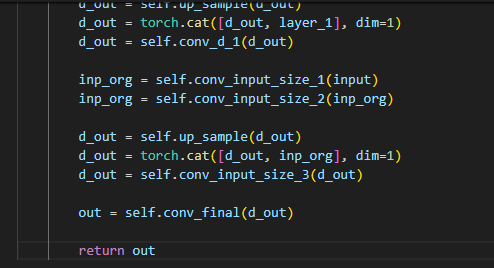 d_out = self.up_sample(d_out)
d_out = torch.cat([d_out, layer_1], dim=1)
d_out = self.conv_d_1(d_out)
inp_org = self.conv_input_size_1(input)
inp_org = self.conv_input_size_2(inp_org)
d_out = self.up_sample(d_out)
d_out = torch.cat([d_out, inp_org], dim=1)
d_out = self.conv_input_size_3(d_out)
out = self.conv_final(d_out)
return out